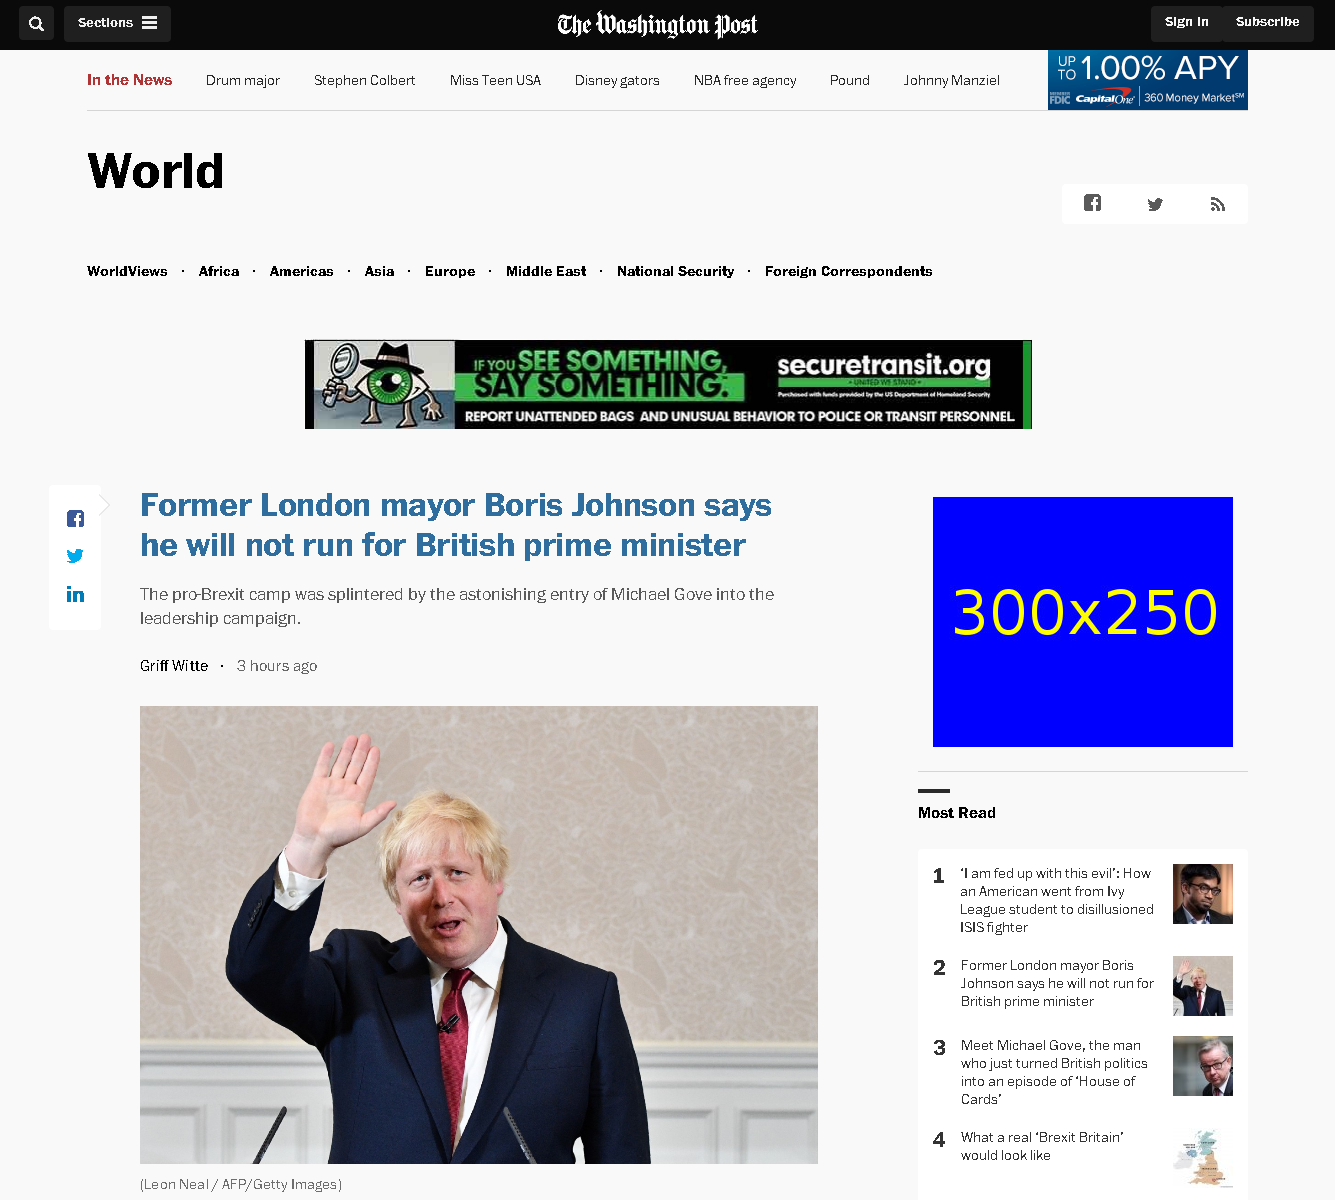 Sections
The Washington Post
Sign In
Subscribe
In the News
Drum major
Stephen Colbert
Miss Teen USA
Disney gators
NBA free agency
Pound
Johnny Manziel
UP TO 1.00% APY
MEMBER FDIC Capital One 360 Money Market℠
World
WorldViews · Africa · Americas · Asia · Europe · Middle East · National Security · Foreign Correspondents
IF YOU SEE SOMETHING,
SAY SOMETHING.
securetransit.org
- UNITED WE STAND -
Purchased with funds provided by the US Department of Homeland Security
REPORT UNATTENDED BAGS AND UNUSUAL BEHAVIOR TO POLICE OR TRANSIT PERSONNEL
Former London mayor Boris Johnson says
he will not run for British prime minister
The pro-Brexit camp was splintered by the astonishing entry of Michael Gove into the
leadership campaign.
Griff Witte · 3 hours ago
(Leon Neal / AFP/Getty Images)
300x250
Most Read
1 ‘I am fed up with this evil’: How
an American went from Ivy
League student to disillusioned
ISIS fighter
2 Former London mayor Boris
Johnson says he will not run for
British prime minister
3 Meet Michael Gove, the man
who just turned British politics
into an episode of ‘House of
Cards’
4 What a real ‘Brexit Britain’
would look like